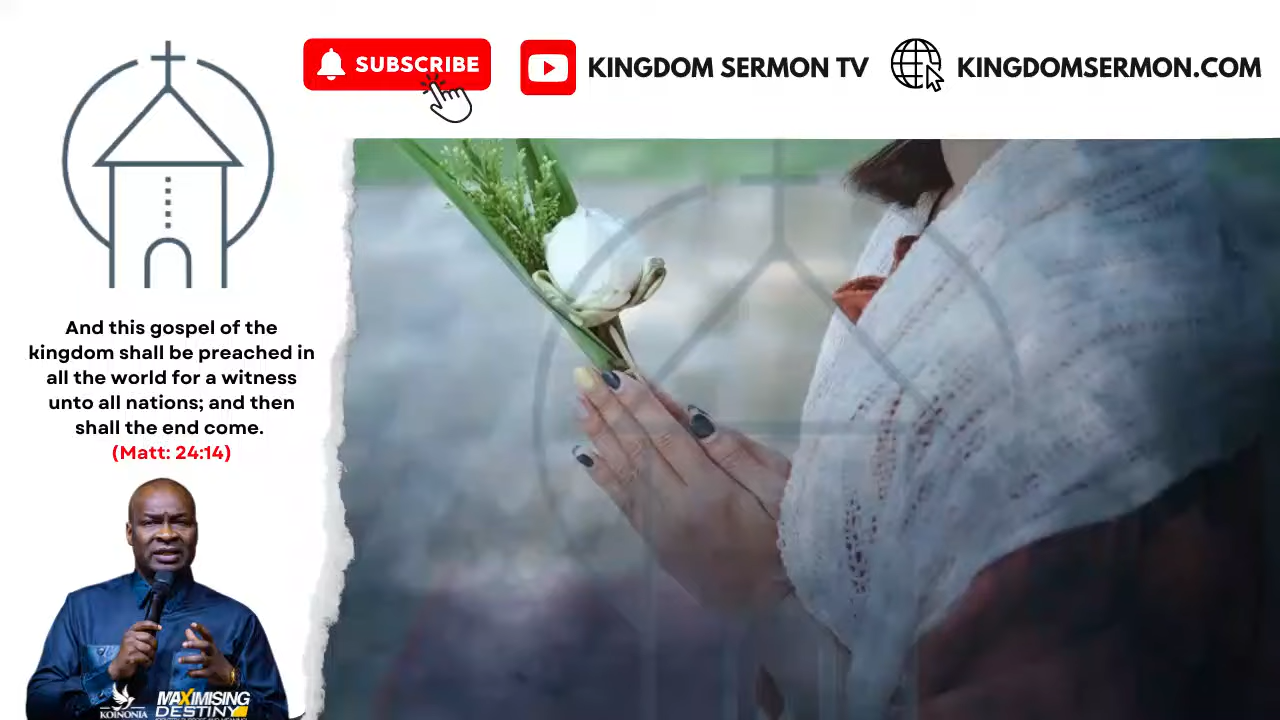 SUBSCRIBE
KINGDOM SERMON TV
KINGDOMSERMON.COM
And this gospel of the
kingdom shall be preached in
all the world for a witness
unto all nations; and then
shall the end come.
(Matt: 24:14)
KOINONIA
MAXIMISING
DESTINY